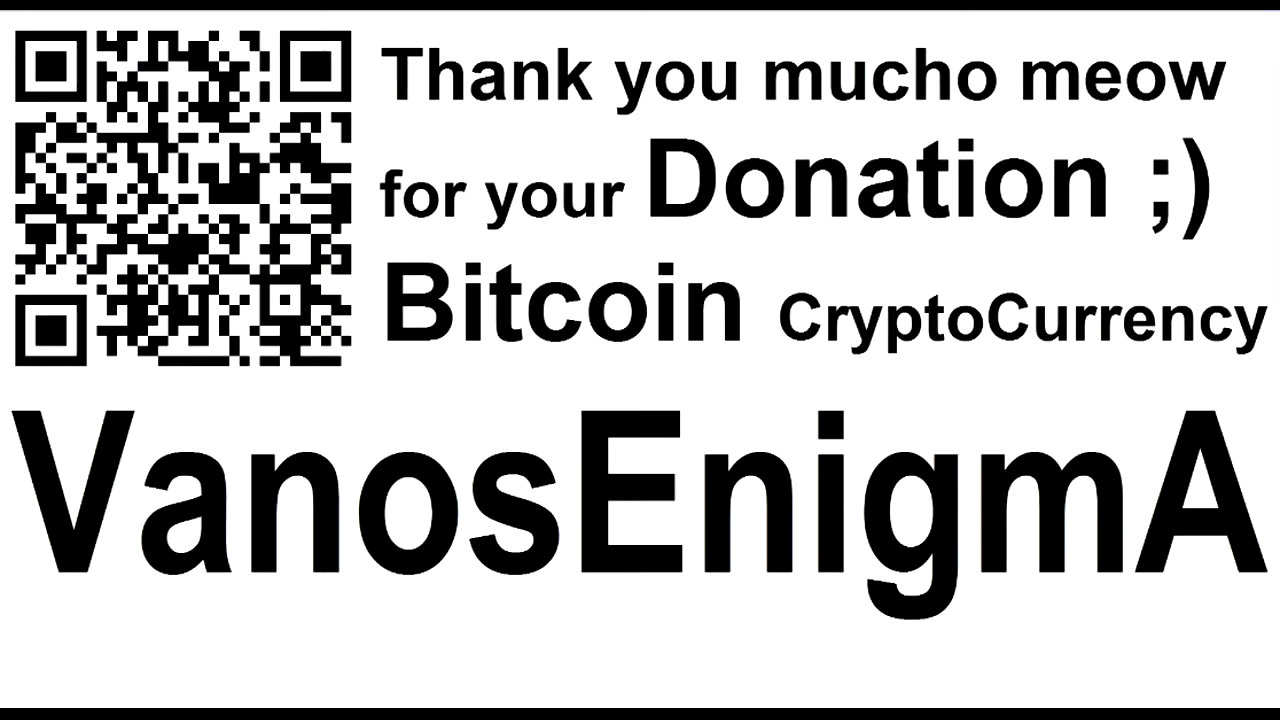 Thank you mucho meow
for your Donation ;)
Bitcoin CryptoCurrency
VanosEnigmA